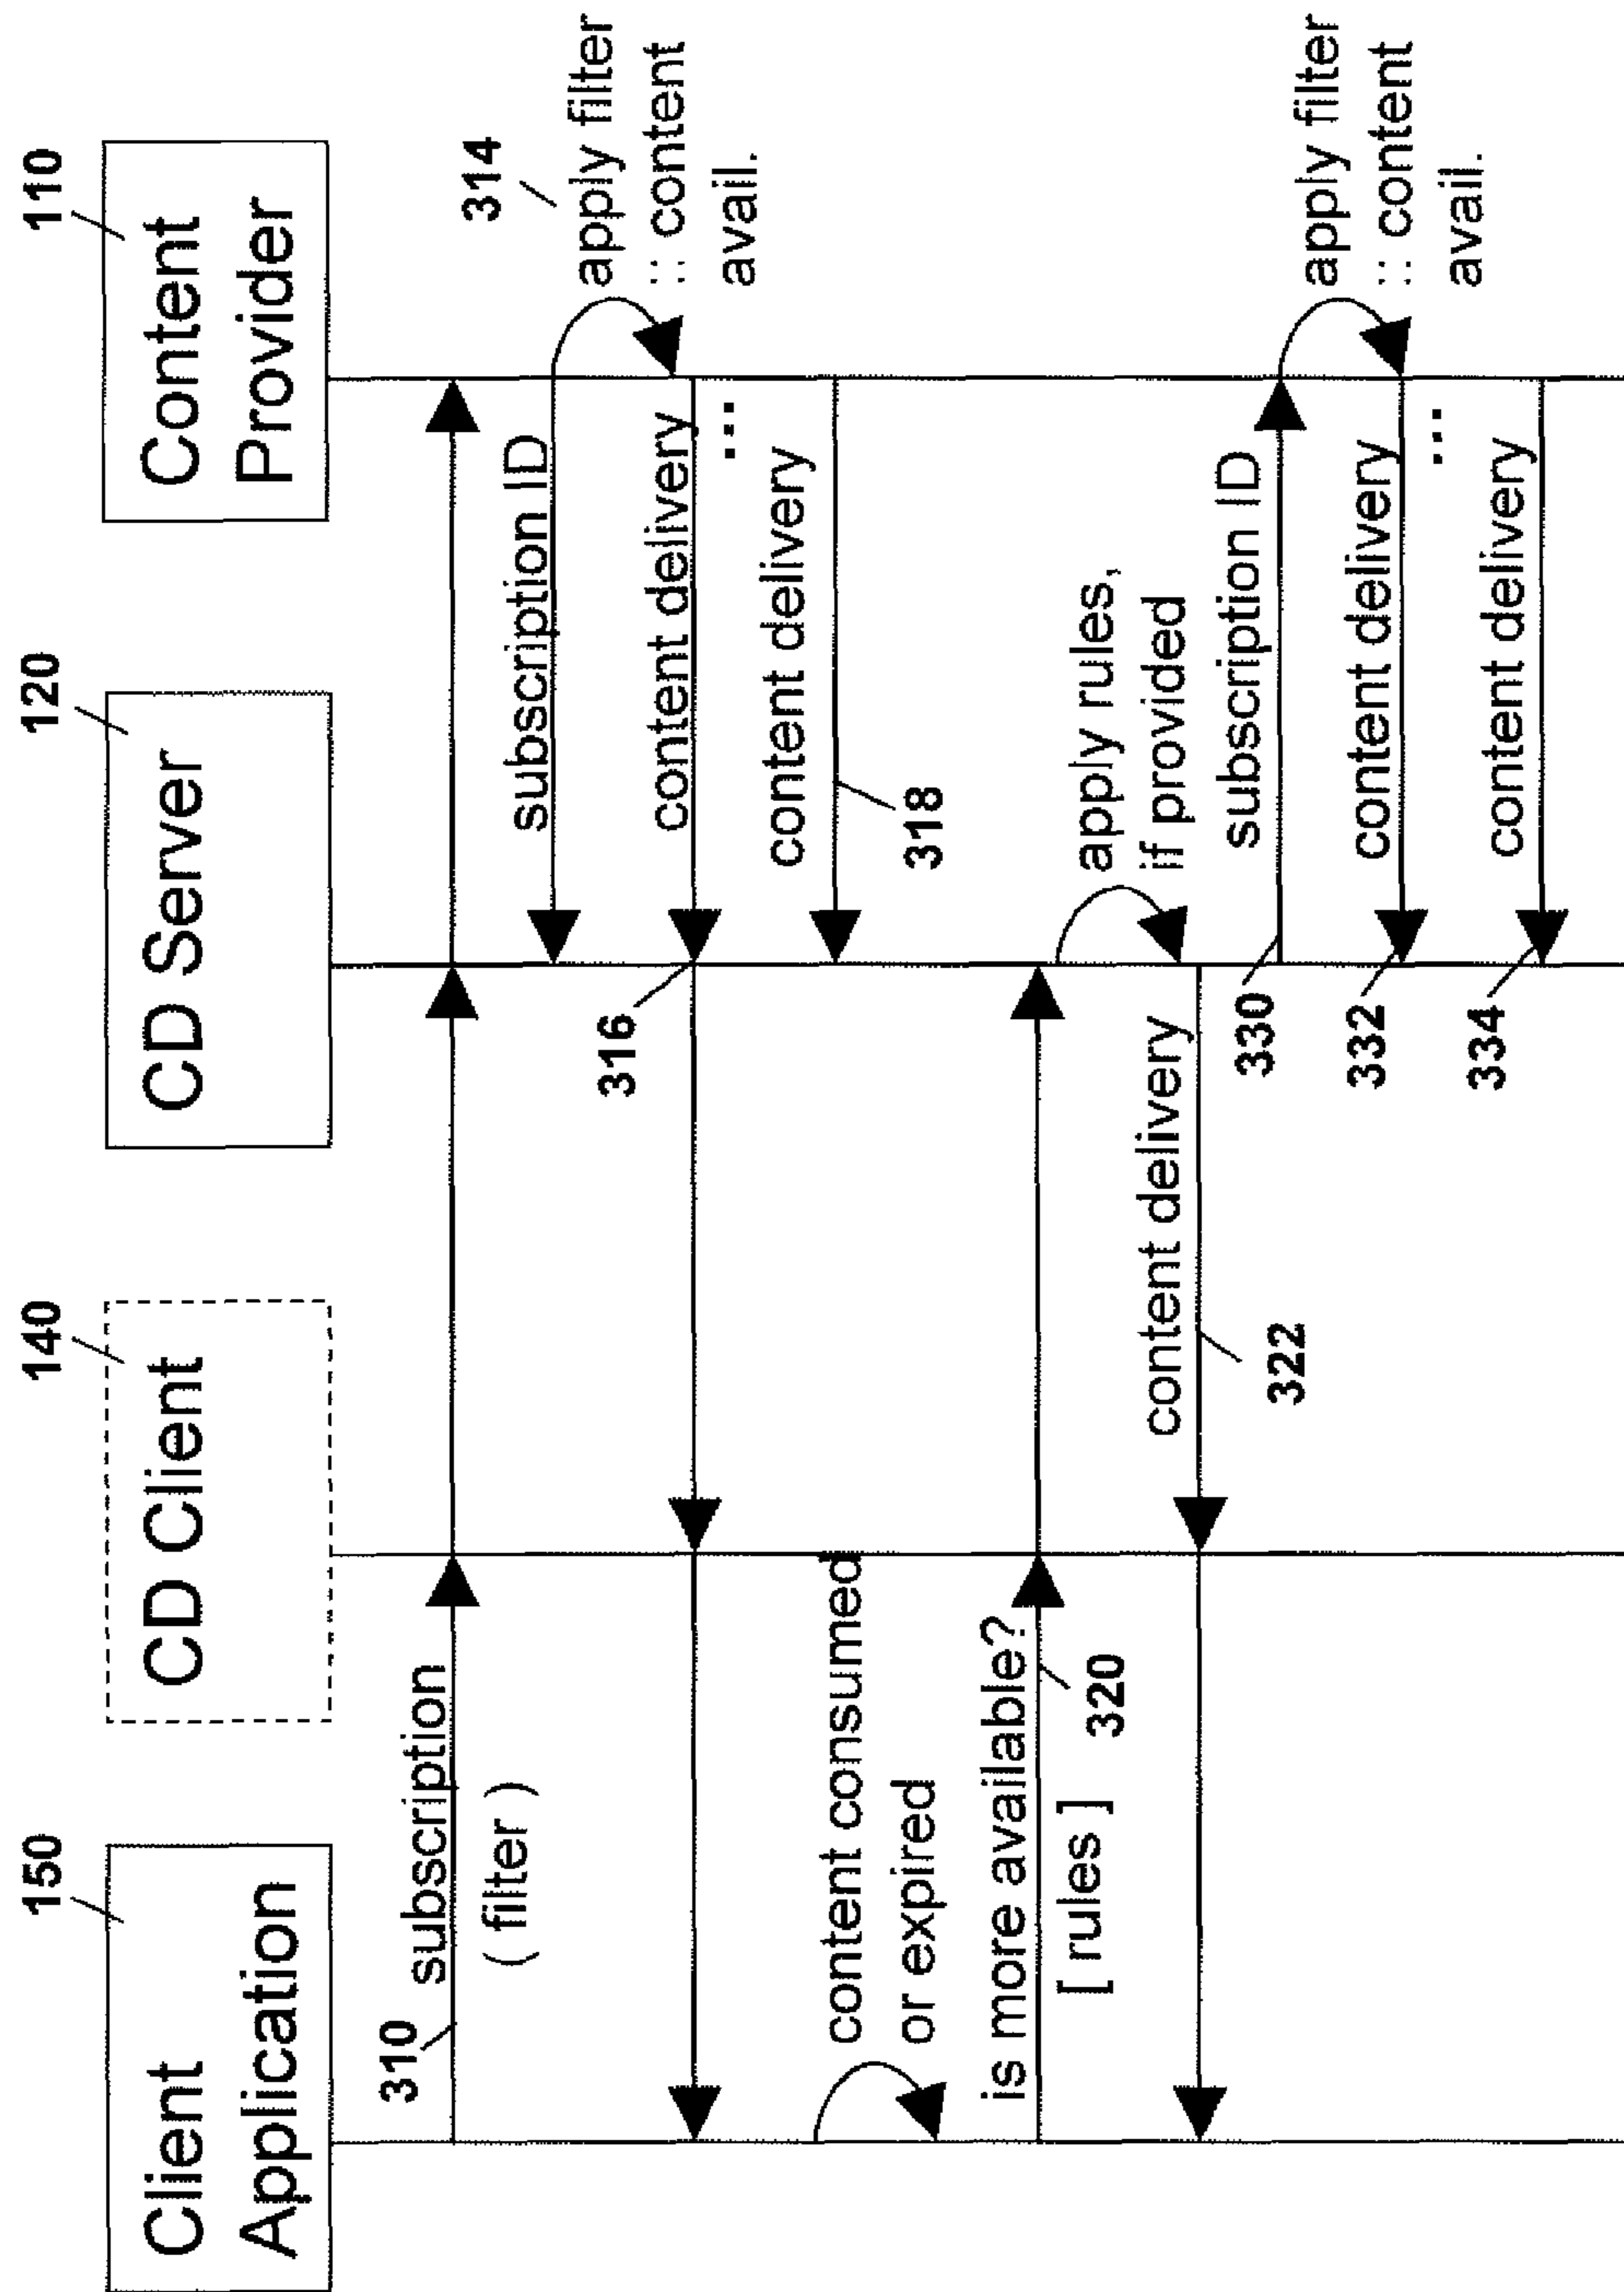 150
140
120
110
Client
Application
CD Client
CD Server
Content
Provider
310
subscription
( filter )
subscription ID
314
apply filter
:: content
avail.
content delivery
316
...
content delivery
318
content consumed
or expired
is more available?
320
[ rules ]
apply rules,
if provided
content delivery
322
subscription ID
330
apply filter
:: content
avail.
content delivery
332
...
content delivery
334